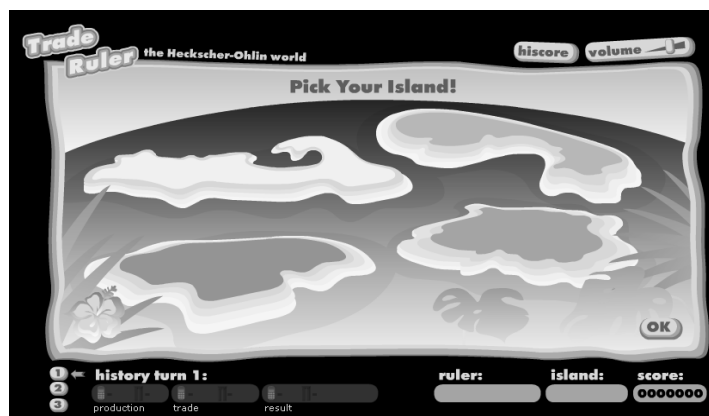 Trade
Ruler
the Heckscher-Ohlin world
hiscore
volume
Pick Your Island!
OK
1
history turn 1:
ruler:
island:
score:
2
0000000
3
production
trade
result